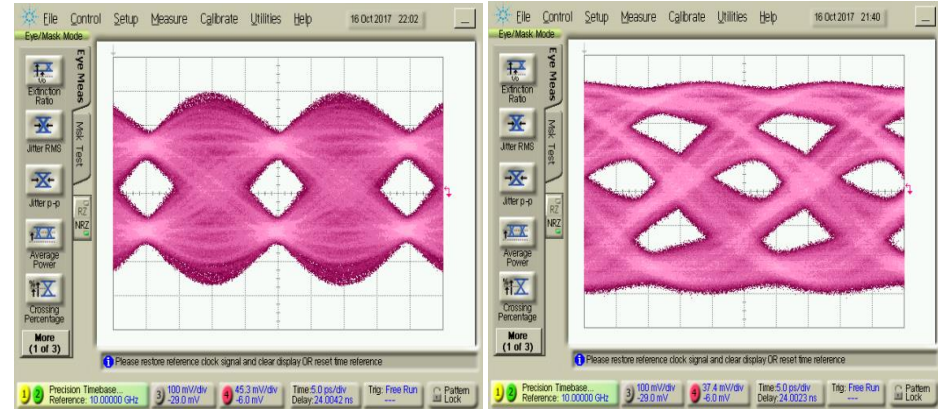 File Control Setup Measure Calibrate Utilities Help 16 Oct 2017 22:02
Eye/Mask Mode
Eye Meas
Msk Test
Extinction
Ratio
Jitter RMS
Jitter p-p
RZ
NRZ
Average
Power
Crossing
Percentage
More
(1 of 3)
Please restore reference clock signal and clear display OR reset time reference
1 2 Precision Timebase...
Reference: 10.00000 GHz
3 100 mV/div
-29.0 mV
4 45.3 mV/div
-6.0 mV
Time:5.0 ps/div
Delay:24.0042 ns
Trig: Free Run
---
Pattern
Lock
File Control Setup Measure Calibrate Utilities Help 16 Oct 2017 21:40
Eye/Mask Mode
Eye Meas
Msk Test
Extinction
Ratio
Jitter RMS
Jitter p-p
RZ
NRZ
Average
Power
Crossing
Percentage
More
(1 of 3)
Please restore reference clock signal and clear display OR reset time reference
1 2 Precision Timebase...
Reference: 10.00000 GHz
3 100 mV/div
-29.0 mV
4 37.4 mV/div
-6.0 mV
Time:5.0 ps/div
Delay:24.0023 ns
Trig: Free Run
---
Pattern
Lock